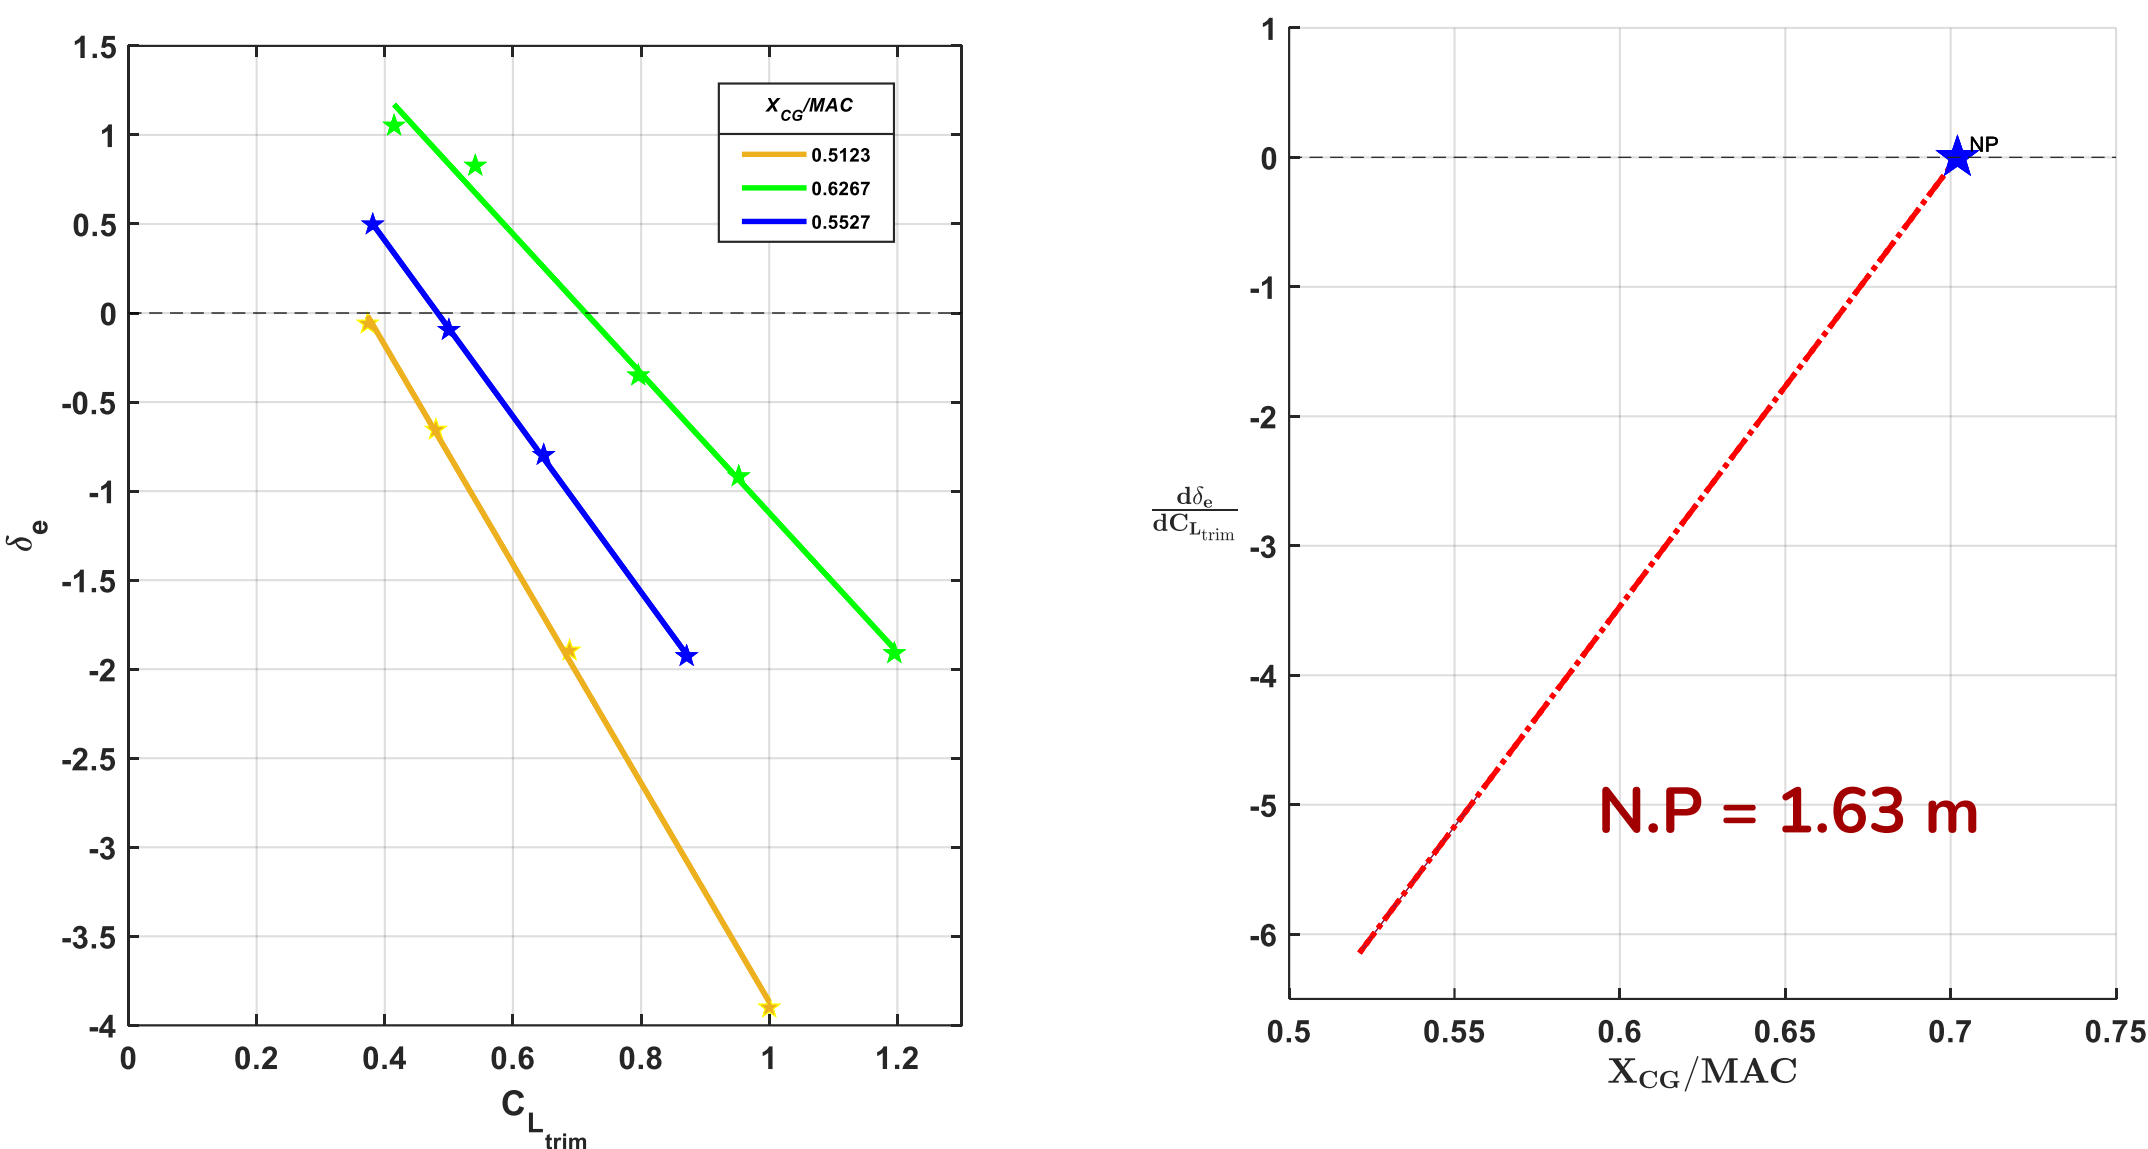 1.5
1
0.5
0
-0.5
-1
-1.5
-2
-2.5
-3
-3.5
-4
δe
0 0.2 0.4 0.6 0.8 1 1.2
CLtrim
XCG/MAC
0.5123
0.6267
0.5527
1
0
-1
-2
-3
-4
-5
-6
dδe
dCLtrim
NP
N.P = 1.63 m
0.5 0.55 0.6 0.65 0.7 0.75
XCG/MAC